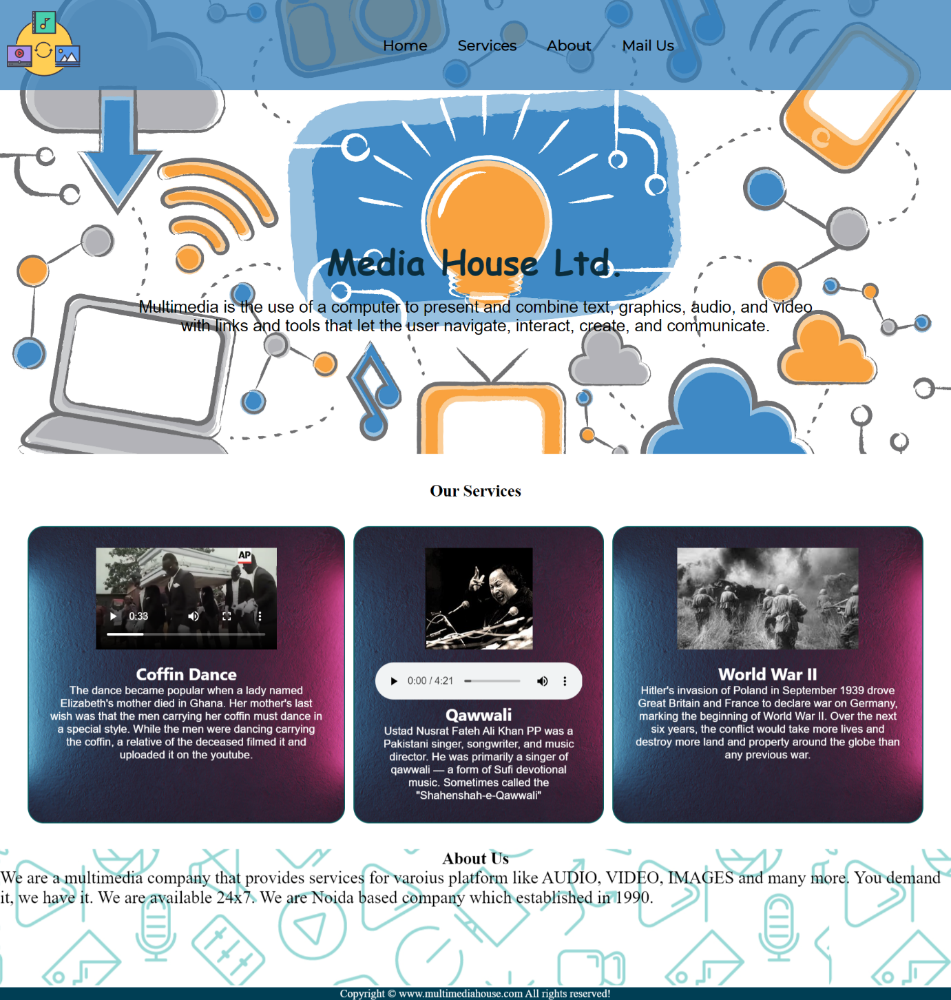 Home Services About Mail Us
Media House Ltd.
Multimedia is the use of a computer to present and combine text, graphics, audio, and video
with links and tools that let the user navigate, interact, create, and communicate.
Our Services
AP
0:33
Coffin Dance
The dance became popular when a lady named
Elizabeth's mother died in Ghana. Her mother's last
wish was that the men carrying her coffin must dance in
a special style. While the men were dancing carrying
the coffin, a relative of the deceased filmed it and
uploaded it on the youtube.
0:00 / 4:21
Qawwali
Ustad Nusrat Fateh Ali Khan PP was a
Pakistani singer, songwriter, and music
director. He was primarily a singer of
qawwali — a form of Sufi devotional
music. Sometimes called the
"Shahenshah-e-Qawwali"
World War II
Hitler's invasion of Poland in September 1939 drove
Great Britain and France to declare war on Germany,
marking the beginning of World War II. Over the next
six years, the conflict would take more lives and
destroy more land and property around the globe than
any previous war.
About Us
We are a multimedia company that provides services for varoius platform like AUDIO, VIDEO, IMAGES and many more. You demand
it, we have it. We are available 24x7. We are Noida based company which established in 1990.
Copyright © www.multimediahouse.com All rights reserved!